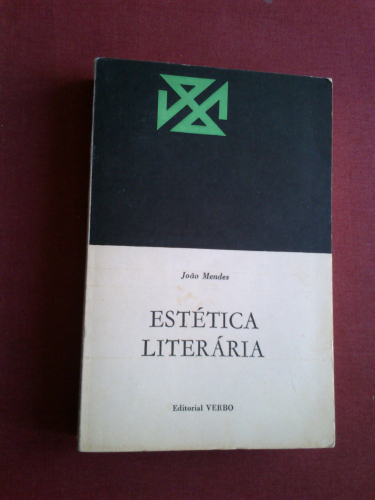 João Mendes
ESTÉTICA
LITERÁRIA
Editorial VERBO